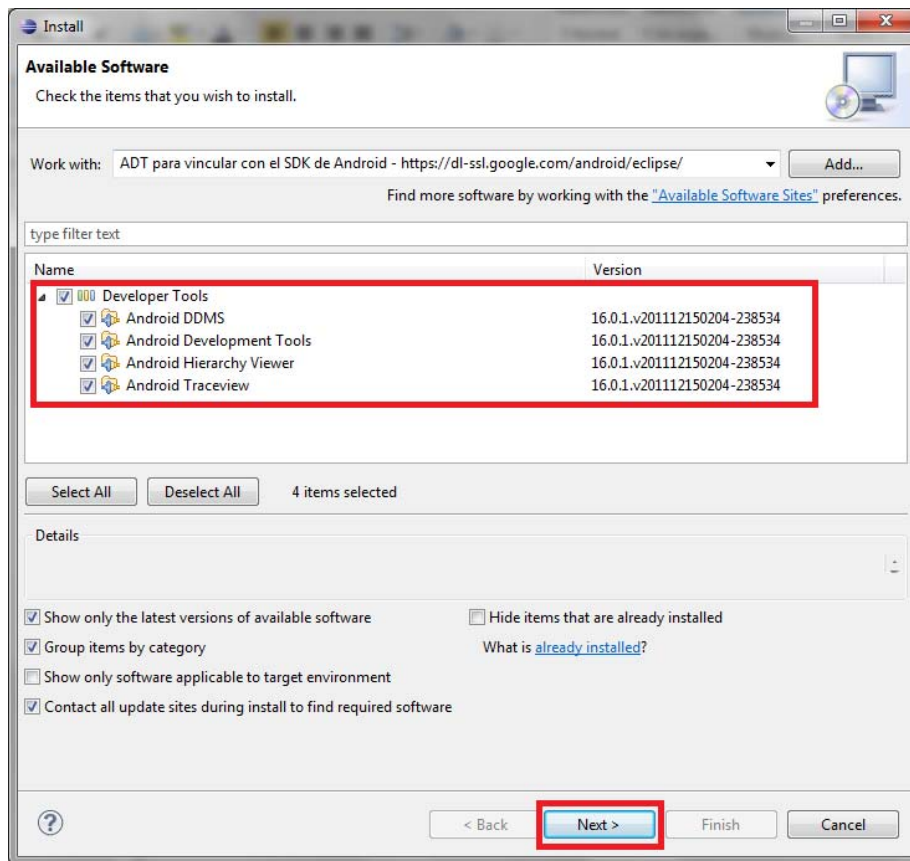 Install
Available Software
Check the items that you wish to install.
Work with: ADT para vincular con el SDK de Android - https://dl-ssl.google.com/android/eclipse/ Add...
Find more software by working with the "Available Software Sites" preferences.
type filter text
Name Version
Developer Tools
Android DDMS 16.0.1.v201112150204-238534
Android Development Tools 16.0.1.v201112150204-238534
Android Hierarchy Viewer 16.0.1.v201112150204-238534
Android Traceview 16.0.1.v201112150204-238534
Select All Deselect All 4 items selected
Details
Show only the latest versions of available software Hide items that are already installed
Group items by category What is already installed?
Show only software applicable to target environment
Contact all update sites during install to find required software
? < Back Next > Finish Cancel